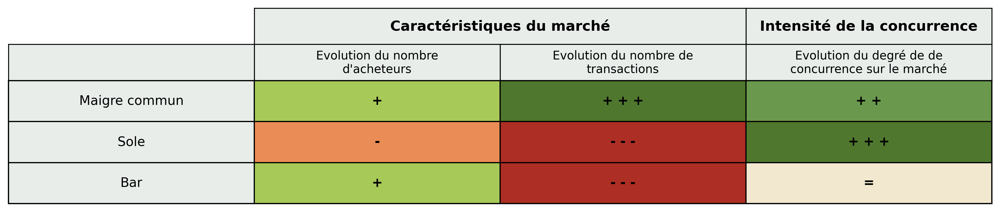 Caractéristiques du marché
Intensité de la concurrence
Evolution du nombre
d'acheteurs
Evolution du nombre de
transactions
Evolution du degré de de
concurrence sur le marché
Maigre commun
+
+ + +
+ +
Sole
-
- - -
+ + +
Bar
+
- - -
=